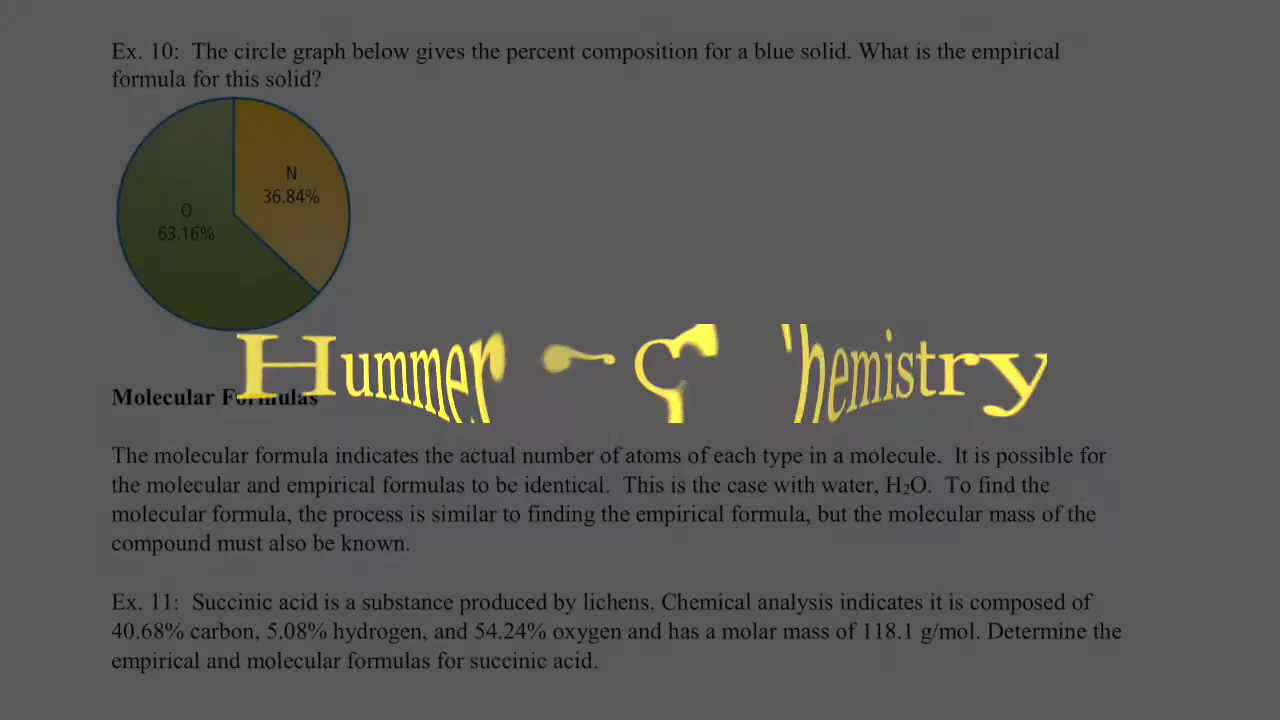 Ex. 10: The circle graph below gives the percent composition for a blue solid. What is the empirical
formula for this solid?
N
36.84%
O
63.16%
Hummer ~ Chemistry
Molecular Formulas
The molecular formula indicates the actual number of atoms of each type in a molecule. It is possible for
the molecular and empirical formulas to be identical. This is the case with water, H₂O. To find the
molecular formula, the process is similar to finding the empirical formula, but the molecular mass of the
compound must also be known.
Ex. 11: Succinic acid is a substance produced by lichens. Chemical analysis indicates it is composed of
40.68% carbon, 5.08% hydrogen, and 54.24% oxygen and has a molar mass of 118.1 g/mol. Determine the
empirical and molecular formulas for succinic acid.